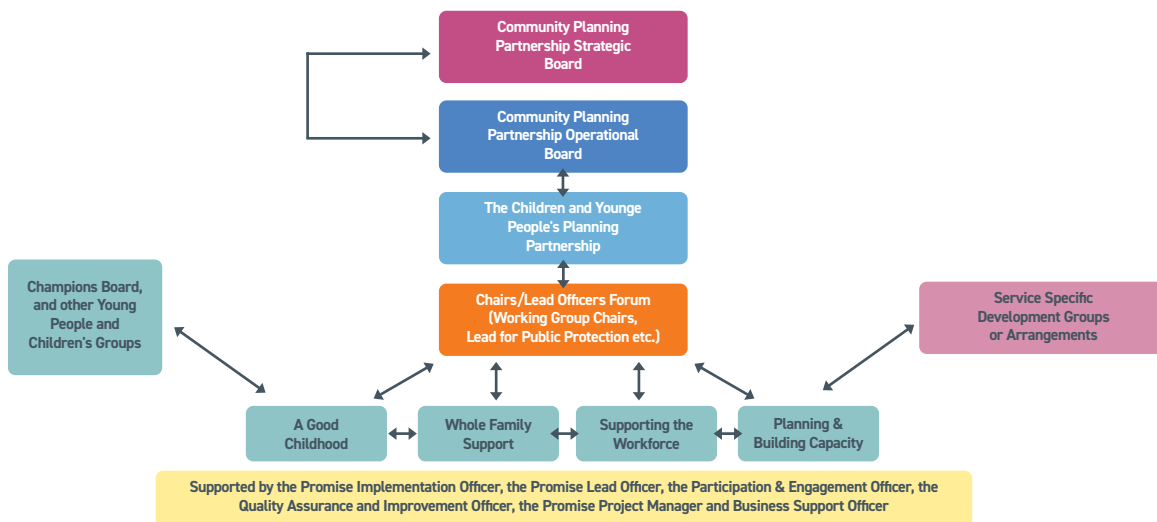 Community Planning
Partnership Strategic
Board
Community Planning
Partnership Operational
Board
The Children and Younge
People's Planning
Partnership
Champions Board,
and other Young
People and
Children's Groups
Chairs/Lead Officers Forum
(Working Group Chairs,
Lead for Public Protection etc.)
Service Specific
Development Groups
or Arrangements
A Good
Childhood
Whole Family
Support
Supporting the
Workforce
Planning &
Building Capacity
Supported by the Promise Implementation Officer, the Promise Lead Officer, the Participation & Engagement Officer, the
Quality Assurance and Improvement Officer, the Promise Project Manager and Business Support Officer